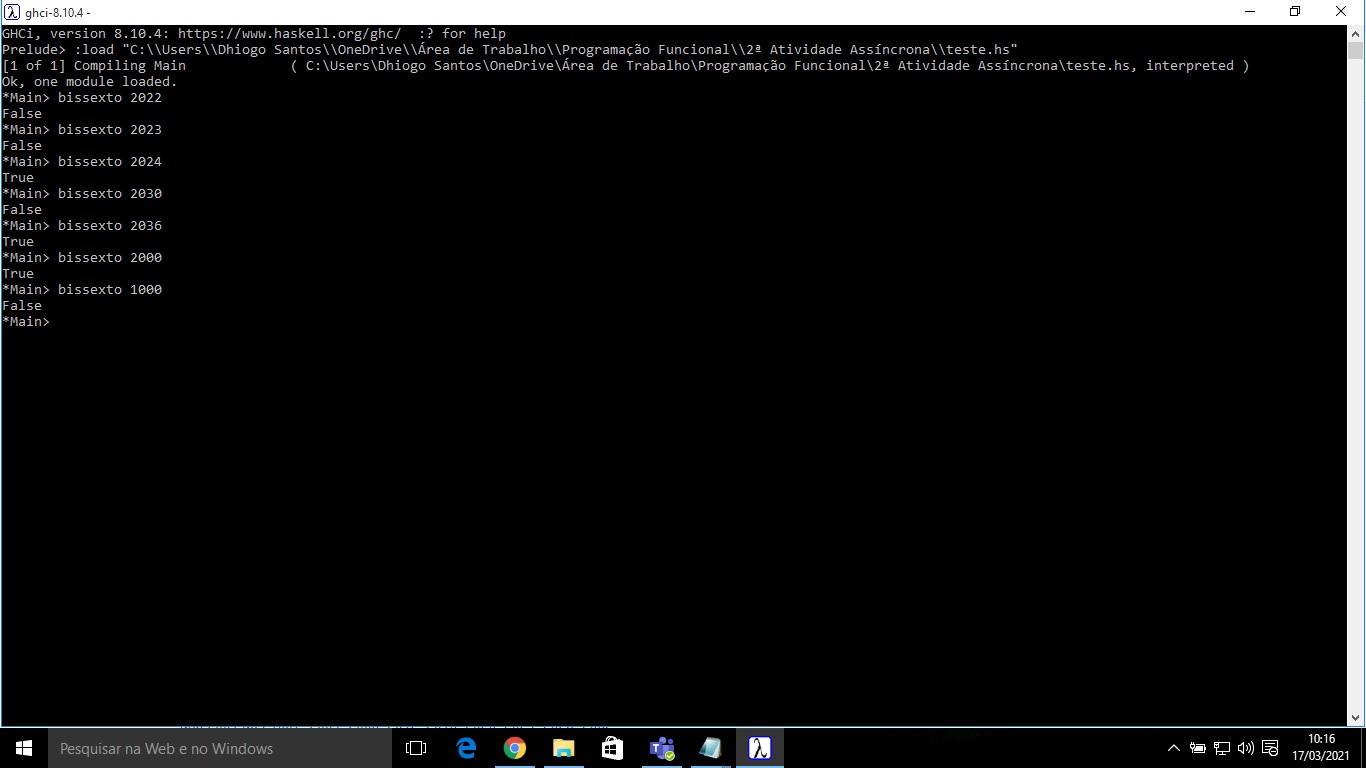 ghci-8.10.4 -
GHCi, version 8.10.4: https://www.haskell.org/ghc/  :? for help
Prelude> :load "C:\\Users\\Dhiogo Santos\\OneDrive\\Área de Trabalho\\Programação Funcional\\2ª Atividade Assíncrona\\teste.hs"
[1 of 1] Compiling Main             ( C:\Users\Dhiogo Santos\OneDrive\Área de Trabalho\Programação Funcional\2ª Atividade Assíncrona\teste.hs, interpreted )
Ok, one module loaded.
*Main> bissexto 2022
False
*Main> bissexto 2023
False
*Main> bissexto 2024
True
*Main> bissexto 2030
False
*Main> bissexto 2036
True
*Main> bissexto 2000
True
*Main> bissexto 1000
False
*Main>
Pesquisar na Web e no Windows
10:16
17/03/2021